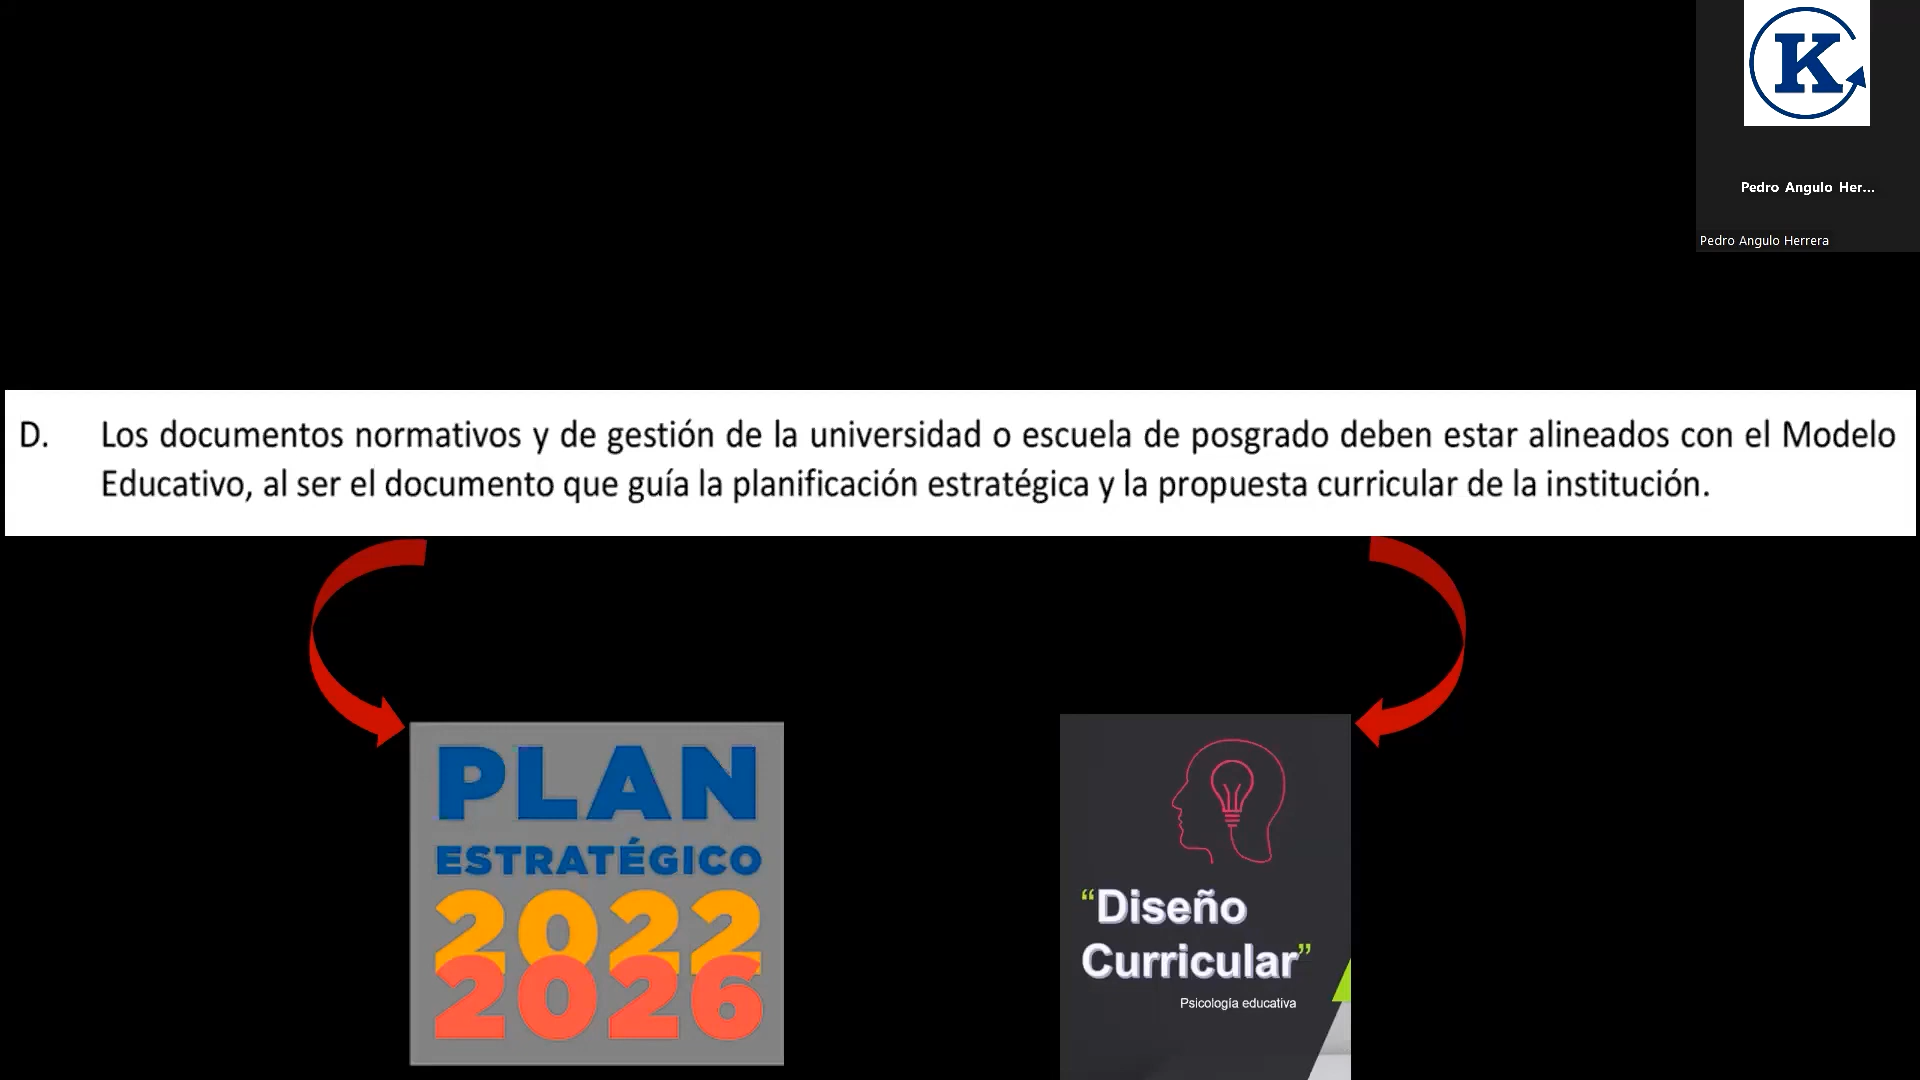 K
Pedro Angulo Her...
Pedro Angulo Herrera
D. Los documentos normativos y de gestión de la universidad o escuela de posgrado deben estar alineados con el Modelo
Educativo, al ser el documento que guía la planificación estratégica y la propuesta curricular de la institución.
PLAN
ESTRATÉGICO
2022
2026
“Diseño
Curricular”
Psicología educativa